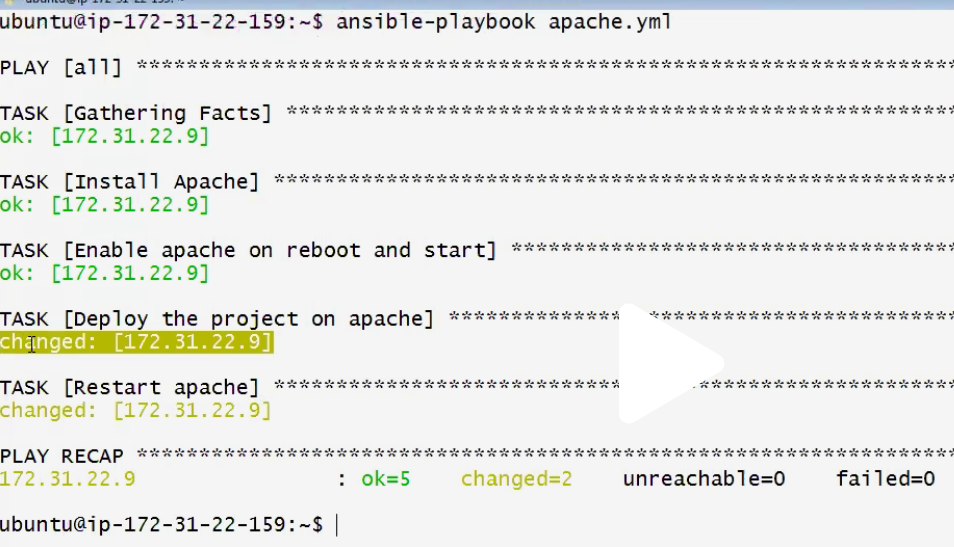 ubuntu@ip-172-31-22-159:~$ ansible-playbook apache.yml
PLAY [all] ******************************************************************
TASK [Gathering Facts] ******************************************************
ok: [172.31.22.9]
TASK [Install Apache] *******************************************************
ok: [172.31.22.9]
TASK [Enable apache on reboot and start] ************************************
ok: [172.31.22.9]
TASK [Deploy the project on apache] *****************************************
changed: [172.31.22.9]
TASK [Restart apache] *******************************************************
changed: [172.31.22.9]
PLAY RECAP ******************************************************************
172.31.22.9 : ok=5 changed=2 unreachable=0 failed=0
ubuntu@ip-172-31-22-159:~$